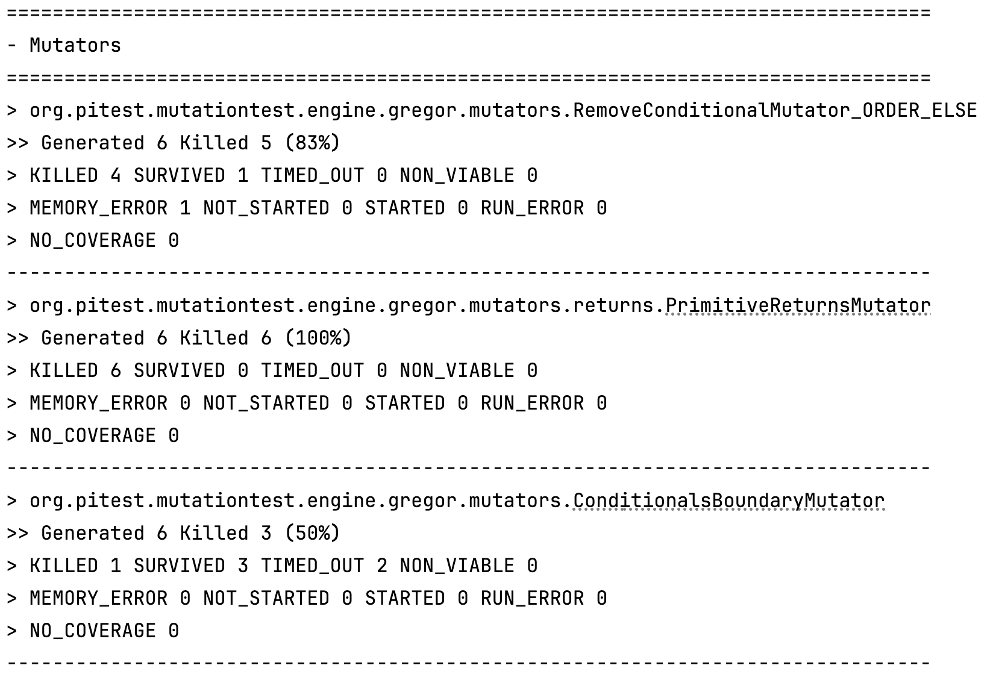 ================================================================================
- Mutators
================================================================================
> org.pitest.mutationtest.engine.gregor.mutators.RemoveConditionalMutator_ORDER_ELSE
>> Generated 6 Killed 5 (83%)
> KILLED 4 SURVIVED 1 TIMED_OUT 0 NON_VIABLE 0
> MEMORY_ERROR 1 NOT_STARTED 0 STARTED 0 RUN_ERROR 0
> NO_COVERAGE 0
--------------------------------------------------------------------------------
> org.pitest.mutationtest.engine.gregor.mutators.returns.PrimitiveReturnsMutator
>> Generated 6 Killed 6 (100%)
> KILLED 6 SURVIVED 0 TIMED_OUT 0 NON_VIABLE 0
> MEMORY_ERROR 0 NOT_STARTED 0 STARTED 0 RUN_ERROR 0
> NO_COVERAGE 0
--------------------------------------------------------------------------------
> org.pitest.mutationtest.engine.gregor.mutators.ConditionalsBoundaryMutator
>> Generated 6 Killed 3 (50%)
> KILLED 1 SURVIVED 3 TIMED_OUT 2 NON_VIABLE 0
> MEMORY_ERROR 0 NOT_STARTED 0 STARTED 0 RUN_ERROR 0
> NO_COVERAGE 0
--------------------------------------------------------------------------------